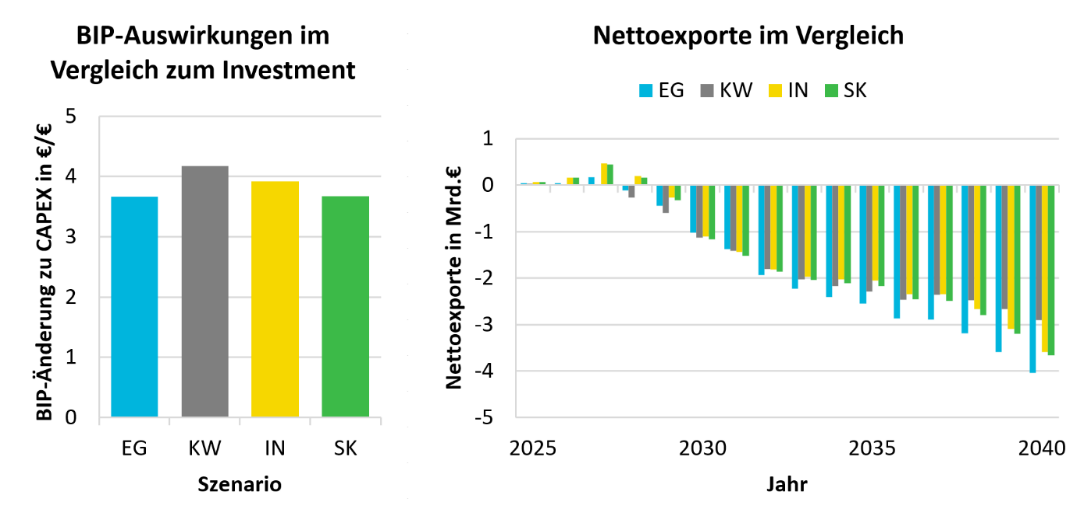 BIP-Auswirkungen im
Vergleich zum Investment
BIP-Änderung zu CAPEX in €/€
5
4
3
2
1
0
EG KW IN SK
Szenario
Nettoexporte im Vergleich
EG KW IN SK
Nettoexporte in Mrd.€
1
0
-1
-2
-3
-4
-5
2025 2030 2035 2040
Jahr